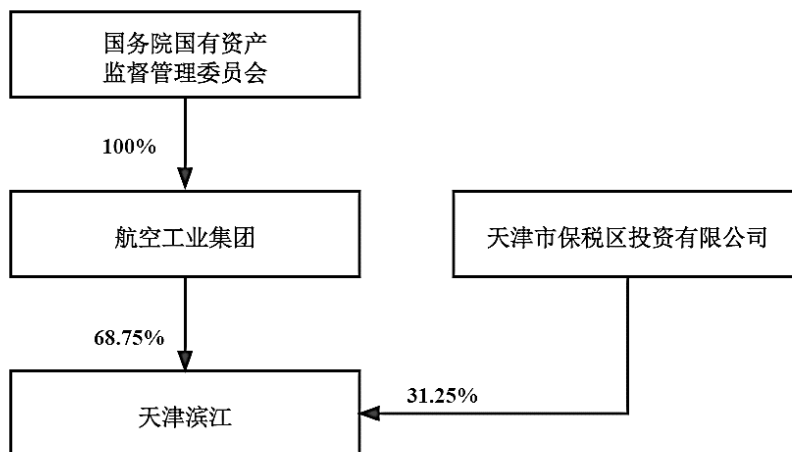 国务院国有资产
监督管理委员会
100%
航空工业集团
天津市保税区投资有限公司
68.75%
31.25%
天津滨江